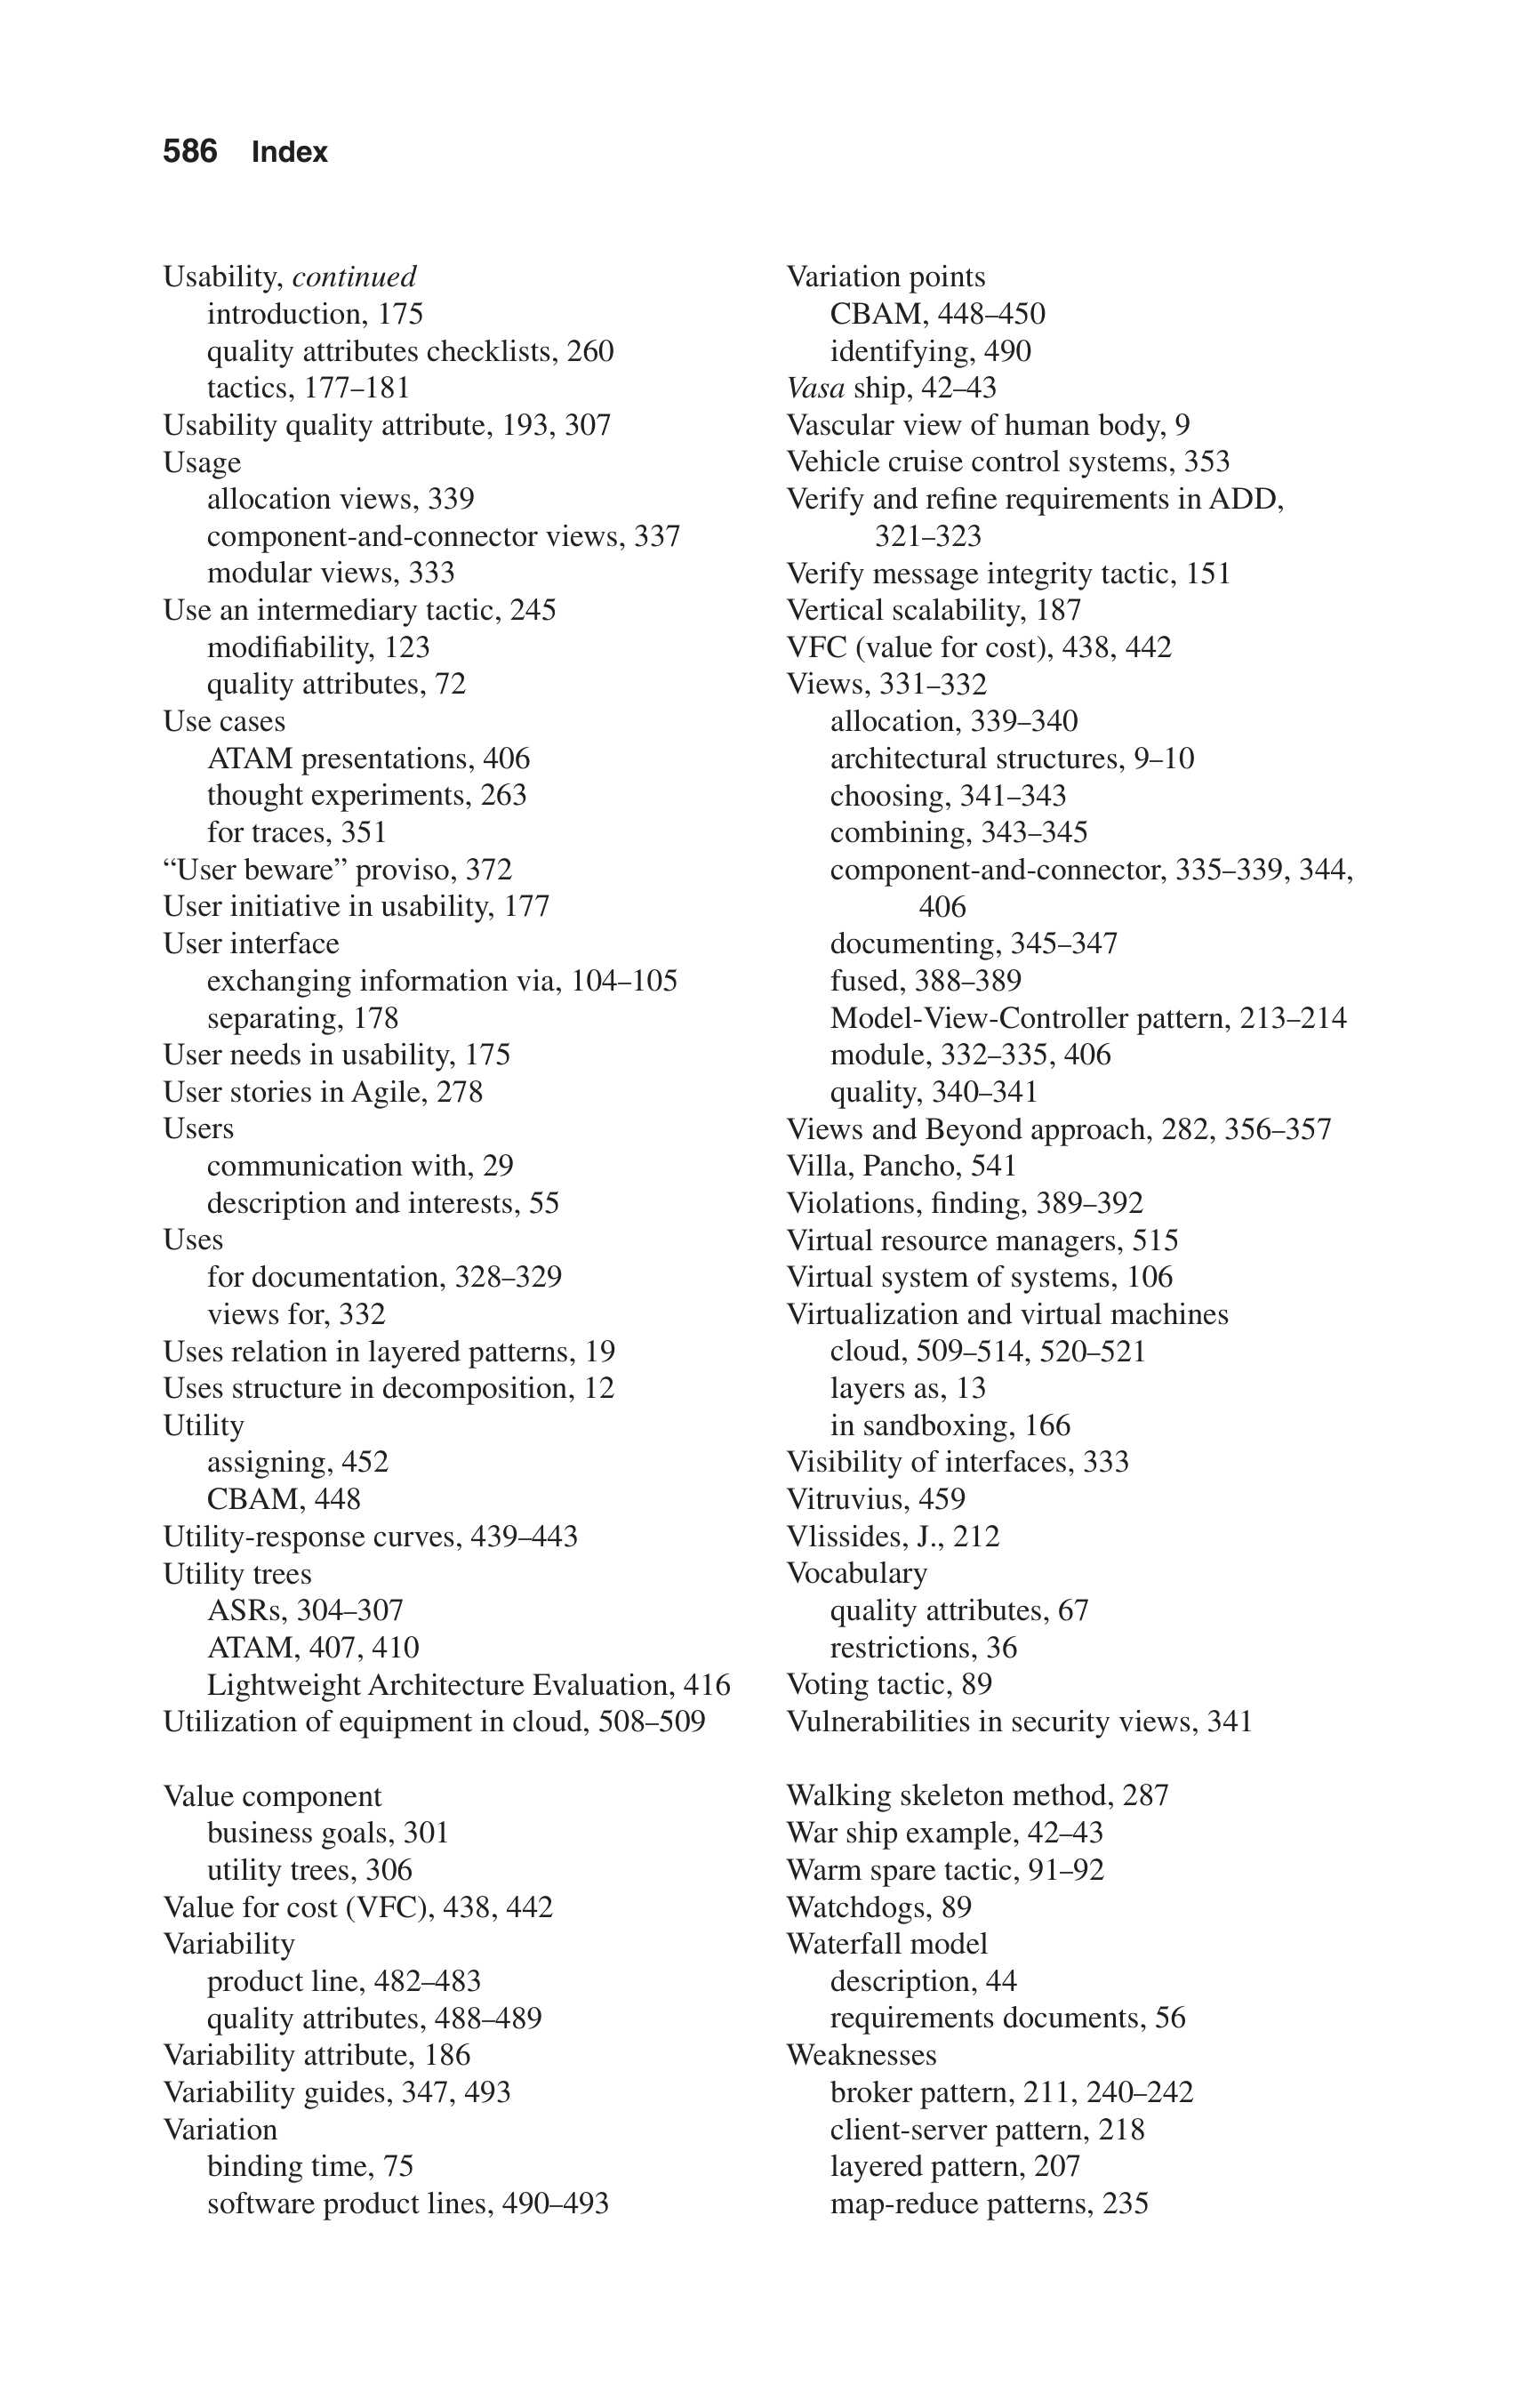 586 Index
Usability, continued
introduction, 175
quality attributes checklists, 260
tactics, 177–181
Usability quality attribute, 193, 307
Usage
allocation views, 339
component-and-connector views, 337
modular views, 333
Use an intermediary tactic, 245
modifiability, 123
quality attributes, 72
Use cases
ATAM presentations, 406
thought experiments, 263
for traces, 351
“User beware” proviso, 372
User initiative in usability, 177
User interface
exchanging information via, 104–105
separating, 178
User needs in usability, 175
User stories in Agile, 278
Users
communication with, 29
description and interests, 55
Uses
for documentation, 328–329
views for, 332
Uses relation in layered patterns, 19
Uses structure in decomposition, 12
Utility
assigning, 452
CBAM, 448
Utility-response curves, 439–443
Utility trees
ASRs, 304–307
ATAM, 407, 410
Lightweight Architecture Evaluation, 416
Utilization of equipment in cloud, 508–509
Value component
business goals, 301
utility trees, 306
Value for cost (VFC), 438, 442
Variability
product line, 482–483
quality attributes, 488–489
Variability attribute, 186
Variability guides, 347, 493
Variation
binding time, 75
software product lines, 490–493
Variation points
CBAM, 448–450
identifying, 490
Vasa ship, 42–43
Vascular view of human body, 9
Vehicle cruise control systems, 353
Verify and refine requirements in ADD,
321–323
Verify message integrity tactic, 151
Vertical scalability, 187
VFC (value for cost), 438, 442
Views, 331–332
allocation, 339–340
architectural structures, 9–10
choosing, 341–343
combining, 343–345
component-and-connector, 335–339, 344,
406
documenting, 345–347
fused, 388–389
Model-View-Controller pattern, 213–214
module, 332–335, 406
quality, 340–341
Views and Beyond approach, 282, 356–357
Villa, Pancho, 541
Violations, finding, 389–392
Virtual resource managers, 515
Virtual system of systems, 106
Virtualization and virtual machines
cloud, 509–514, 520–521
layers as, 13
in sandboxing, 166
Visibility of interfaces, 333
Vitruvius, 459
Vlissides, J., 212
Vocabulary
quality attributes, 67
restrictions, 36
Voting tactic, 89
Vulnerabilities in security views, 341
Walking skeleton method, 287
War ship example, 42–43
Warm spare tactic, 91–92
Watchdogs, 89
Waterfall model
description, 44
requirements documents, 56
Weaknesses
broker pattern, 211, 240–242
client-server pattern, 218
layered pattern, 207
map-reduce patterns, 235